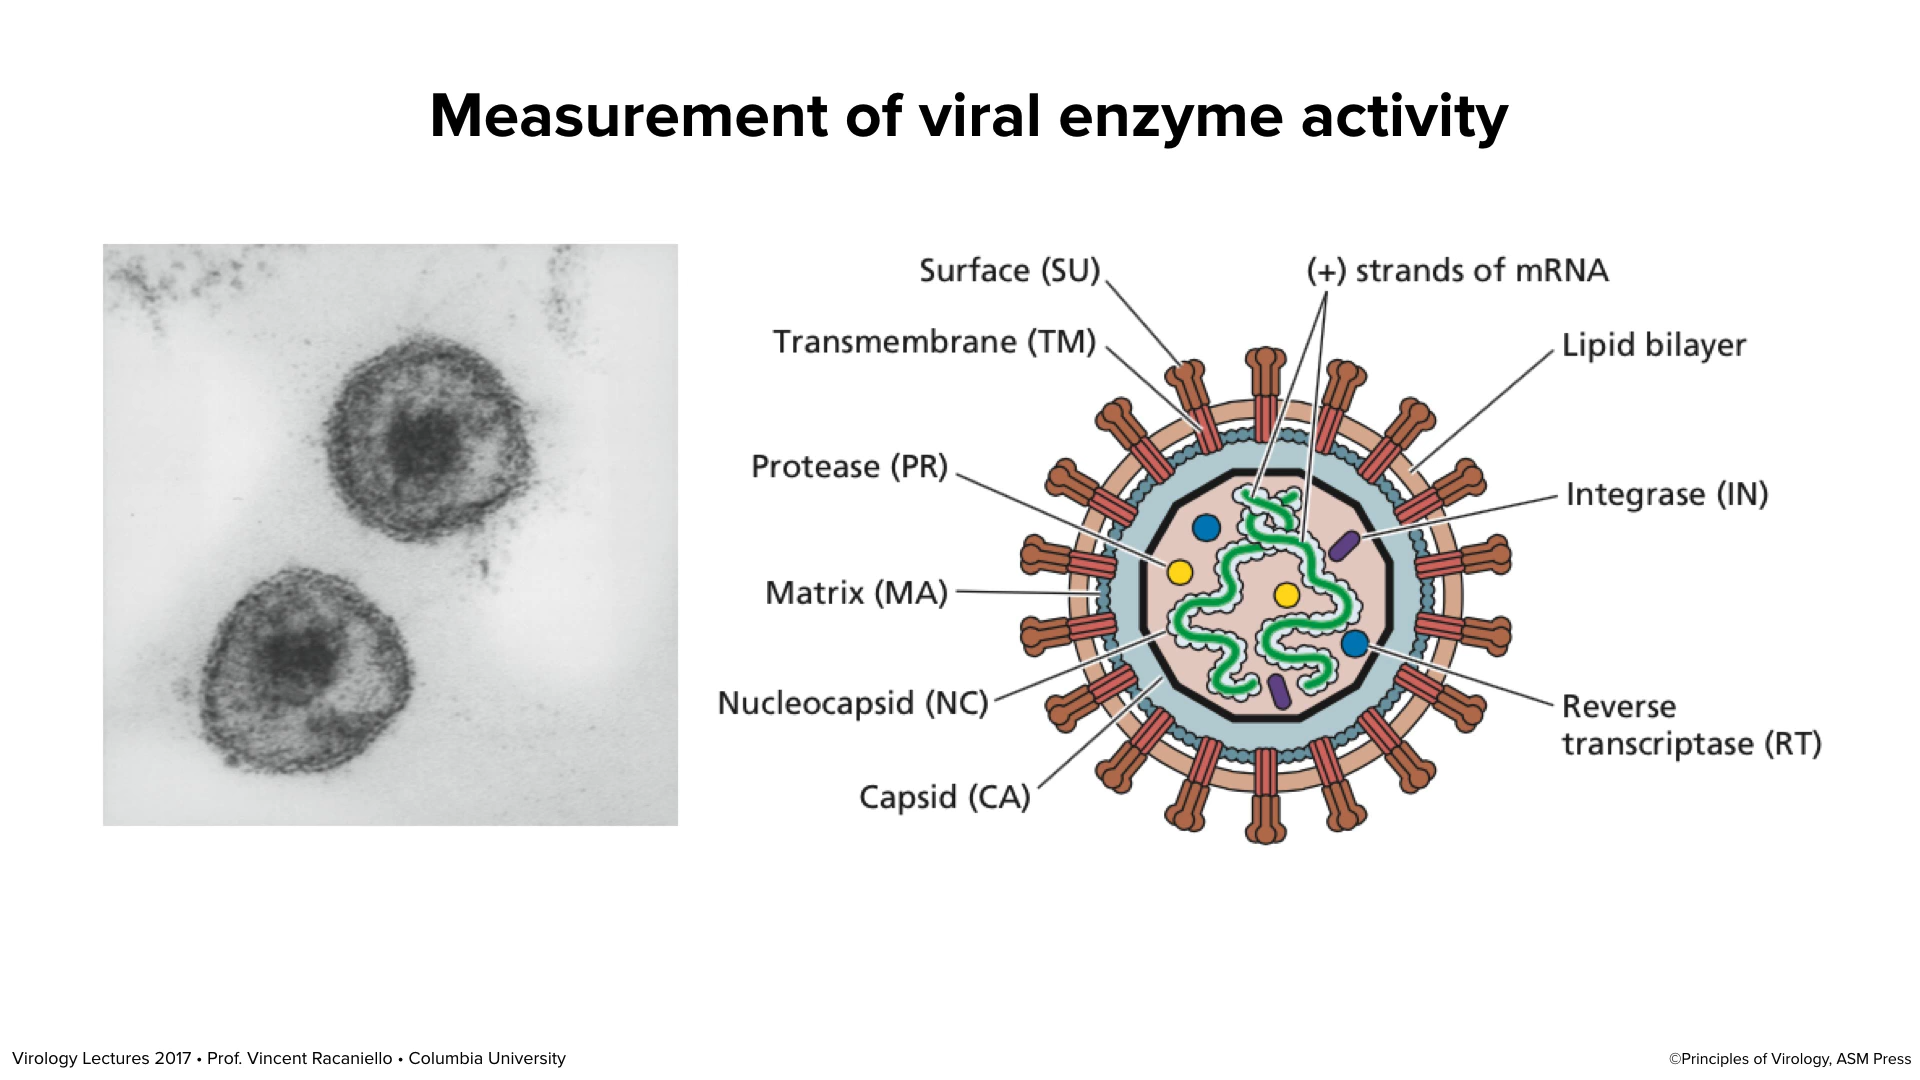 Measurement of viral enzyme activity
Surface (SU)
(+) strands of mRNA
Transmembrane (TM)
Lipid bilayer
Protease (PR)
Integrase (IN)
Matrix (MA)
Nucleocapsid (NC)
Reverse
transcriptase (RT)
Capsid (CA)
Virology Lectures 2017 • Prof. Vincent Racaniello • Columbia University
©Principles of Virology, ASM Press